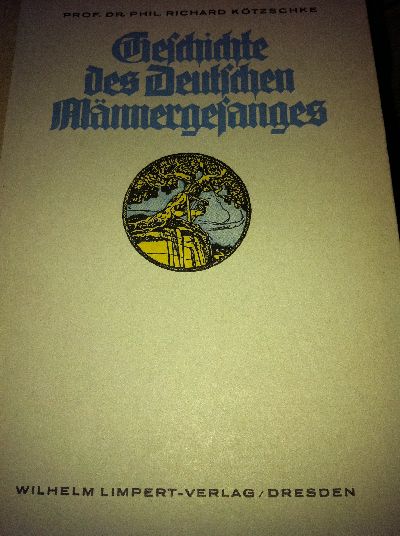 PROF. DR. PHIL RICHARD KÖTZSCHKE
Geschichte
des Deutschen
Männergesanges
WILHELM LIMPERT-VERLAG/DRESDEN